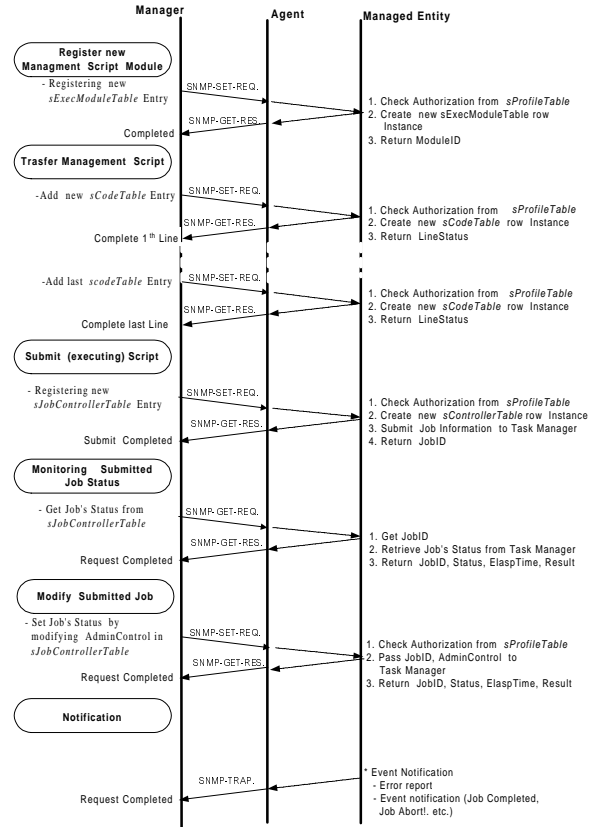 Manager Agent Managed Entity
Register new
Managment Script Module
- Registering new
sExecModuleTable Entry
SNMP-SET-REQ.
1. Check Authorization from sProfileTable
2. Create new sExecModuleTable row
Instance
3. Return ModuleID
SNMP-GET-RES.
Completed
Trasfer Management Script
-Add new sCodeTable Entry
SNMP-SET-REQ.
1. Check Authorization from sProfileTable
2. Create new sCodeTable row Instance
3. Return LineStatus
SNMP-GET-RES.
Complete 1th Line
-Add last scodeTable Entry
SNMP-SET-REQ.
1. Check Authorization from sProfileTable
2. Create new sCodeTable row Instance
3. Return LineStatus
SNMP-GET-RES.
Complete last Line
Submit (executing) Script
- Registering new
sJobControllerTable Entry
SNMP-SET-REQ.
1. Check Authorization from sProfileTable
2. Create new sControllerTable row Instance
3. Submit Job Information to Task Manager
4. Return JobID
SNMP-GET-RES.
Submit Completed
Monitoring Submitted
Job Status
- Get Job's Status from
sJobControllerTable
SNMP-GET-REQ.
1. Get JobID
2. Retrieve Job's Status from Task Manager
3. Return JobID, Status, ElaspTime, Result
SNMP-GET-RES.
Request Completed
Modify Submitted Job
- Set Job's Status by
modifying AdminControl in
sJobControllerTable
SNMP-SET-REQ.
1. Check Authorization from sProfileTable
2. Pass JobID, AdminControl to
Task Manager
3. Return JobID, Status, ElaspTime, Result
SNMP-GET-RES.
Request Completed
Notification
* Event Notification
- Error report
- Event notification (Job Completed,
Job Abort!. etc.)
SNMP-TRAP.
Request Completed